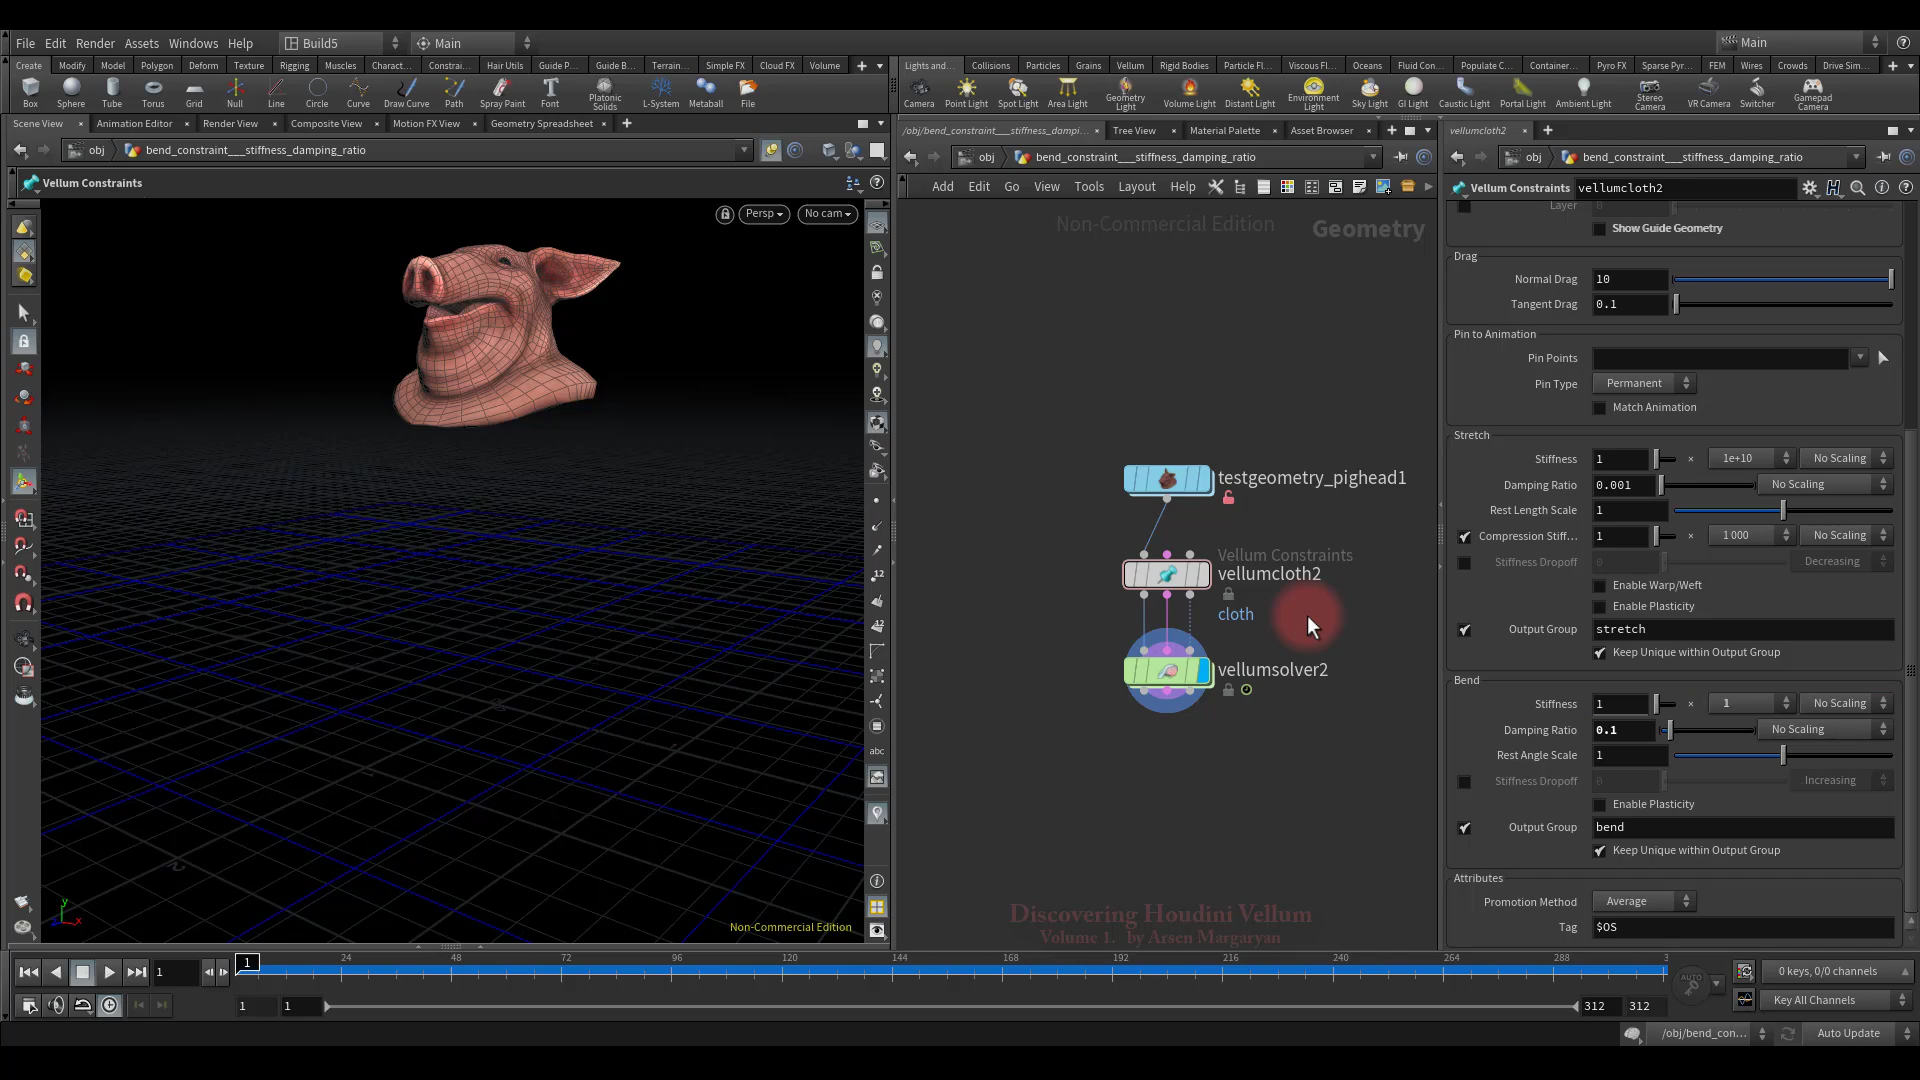 File Edit Render Assets Windows Help Build5 Main Main
Create Modify Model Polygon Deform Texture Rigging Muscles Charact... Constrai... Hair Utils Guide P... Guide B... Terrain... Simple FX Cloud FX Volume
Box Sphere Tube Torus Grid Null Line Circle Curve Draw Curve Path Spray Paint Font Platonic Solids L-System Metaball File
Lights and... Collisions Particles Grains Vellum Rigid Bodies Particle Fl... Viscous Fl... Oceans Fluid Con... Populate C... Container... Pyro FX Sparse Pyr... FEM Wires Crowds Drive Sim...
Camera Point Light Spot Light Area Light Geometry Light Volume Light Distant Light Environment Light Sky Light GI Light Caustic Light Portal Light Ambient Light Stereo Camera VR Camera Switcher Gamepad Camera
Scene View Animation Editor Render View Composite View Motion FX View Geometry Spreadsheet
obj bend_constraint___stiffness_damping_ratio
Vellum Constraints
Persp No cam
12
12
abc
y
x
Non-Commercial Edition
/obj/bend_constraint___stiffness_dampi... Tree View Material Palette Asset Browser
obj bend_constraint___stiffness_damping_ratio
Add Edit Go View Tools Layout Help
Non-Commercial Edition Geometry
testgeometry_pighead1
Vellum Constraints
vellumcloth2
cloth
vellumsolver2
Discovering Houdini Vellum
Volume 1. by Arsen Margaryan
vellumcloth2
obj bend_constraint___stiffness_damping_ratio
Vellum Constraints vellumcloth2
Layer 0
Show Guide Geometry
Drag
Normal Drag 10
Tangent Drag 0.1
Pin to Animation
Pin Points
Pin Type Permanent
Match Animation
Stretch
Stiffness 1 × 1e+10 No Scaling
Damping Ratio 0.001 No Scaling
Rest Length Scale 1
Compression Stiff... 1 × 1000 No Scaling
Stiffness Dropoff 0 Decreasing
Enable Warp/Weft
Enable Plasticity
Output Group stretch
Keep Unique within Output Group
Bend
Stiffness 1 × 1 No Scaling
Damping Ratio 0.1 No Scaling
Rest Angle Scale 1
Stiffness Dropoff 0 Increasing
Enable Plasticity
Output Group bend
Keep Unique within Output Group
Attributes
Promotion Method Average
Tag $OS
1 1 24 48 72 96 120 144 168 192 216 240 264 288 3
AUTO
0 keys, 0/0 channels
1 1 312 312 Key All Channels
/obj/bend_con... Auto Update